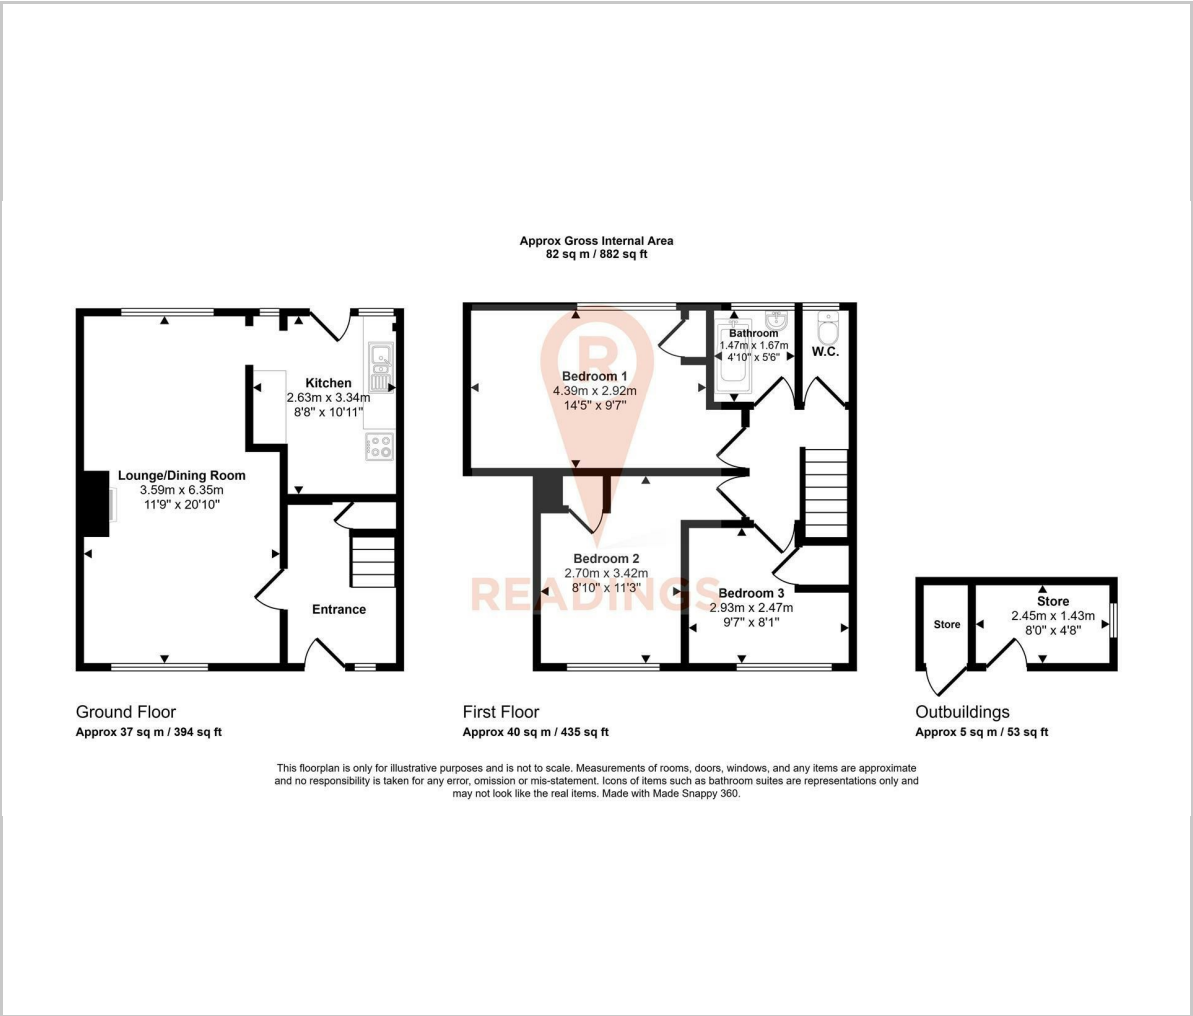 Approx Gross Internal Area
82 sq m / 882 sq ft
Kitchen
2.63m x 3.34m
8'8" x 10'11"
Lounge/Dining Room
3.59m x 6.35m
11'9" x 20'10"
Entrance
Ground Floor
Approx 37 sq m / 394 sq ft
R
READINGS
Bedroom 1
4.39m x 2.92m
14'5" x 9'7"
Bathroom
1.47m x 1.67m
4'10" x 5'6"
W.C.
Bedroom 2
2.70m x 3.42m
8'10" x 11'3"
Bedroom 3
2.93m x 2.47m
9'7" x 8'1"
First Floor
Approx 40 sq m / 435 sq ft
Store
Store
2.45m x 1.43m
8'0" x 4'8"
Outbuildings
Approx 5 sq m / 53 sq ft
This floorplan is only for illustrative purposes and is not to scale. Measurements of rooms, doors, windows, and any items are approximate
and no responsibility is taken for any error, omission or mis-statement. Icons of items such as bathroom suites are representations only and
may not look like the real items. Made with Made Snappy 360.